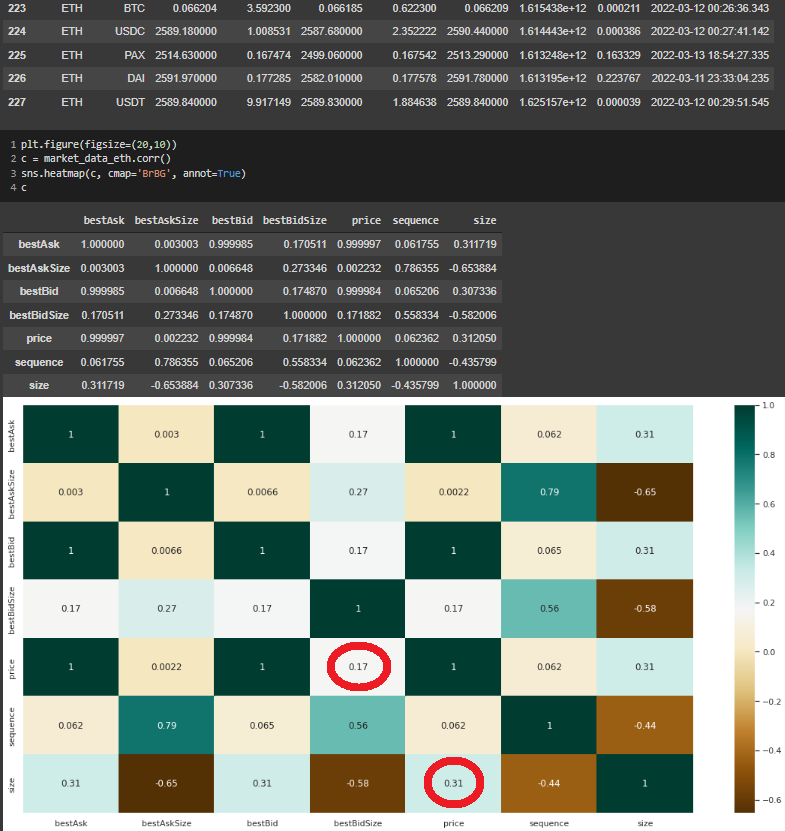 223 ETH BTC 0.066204 3.592300 0.066185 0.622300 0.066209 1.615438e+12 0.000211 2022-03-12 00:26:36.343
224 ETH USDC 2589.180000 1.008531 2587.680000 2.352222 2590.440000 1.614443e+12 0.000386 2022-03-12 00:27:41.142
225 ETH PAX 2514.630000 0.167474 2499.060000 0.167542 2513.290000 1.613248e+12 0.163329 2022-03-13 18:54:27.335
226 ETH DAI 2591.970000 0.177285 2582.010000 0.177578 2591.780000 1.613195e+12 0.223767 2022-03-11 23:33:04.235
227 ETH USDT 2589.840000 9.917149 2589.830000 1.884638 2589.840000 1.625157e+12 0.000039 2022-03-12 00:29:51.545
1 plt.figure(figsize=(20,10))
2 c = market_data_eth.corr()
3 sns.heatmap(c, cmap='BrBG', annot=True)
4 c
bestAsk bestAskSize bestBid bestBidSize price sequence size
bestAsk 1.000000 0.003003 0.999985 0.170511 0.999997 0.061755 0.311719
bestAskSize 0.003003 1.000000 0.006648 0.273346 0.002232 0.786355 -0.653884
bestBid 0.999985 0.006648 1.000000 0.174870 0.999984 0.065206 0.307336
bestBidSize 0.170511 0.273346 0.174870 1.000000 0.171882 0.558334 -0.582006
price 0.999997 0.002232 0.999984 0.171882 1.000000 0.062362 0.312050
sequence 0.061755 0.786355 0.065206 0.558334 0.062362 1.000000 -0.435799
size 0.311719 -0.653884 0.307336 -0.582006 0.312050 -0.435799 1.000000
bestAsk 1 0.003 1 0.17 1 0.062 0.31
bestAskSize 0.003 1 0.0066 0.27 0.0022 0.79 -0.65
bestBid 1 0.0066 1 0.17 1 0.065 0.31
bestBidSize 0.17 0.27 0.17 1 0.17 0.56 -0.58
price 1 0.0022 1 0.17 1 0.062 0.31
sequence 0.062 0.79 0.065 0.56 0.062 1 -0.44
size 0.31 -0.65 0.31 -0.58 0.31 -0.44 1
bestAsk bestAskSize bestBid bestBidSize price sequence size
1.0
0.8
0.6
0.4
0.2
0.0
−0.2
−0.4
−0.6